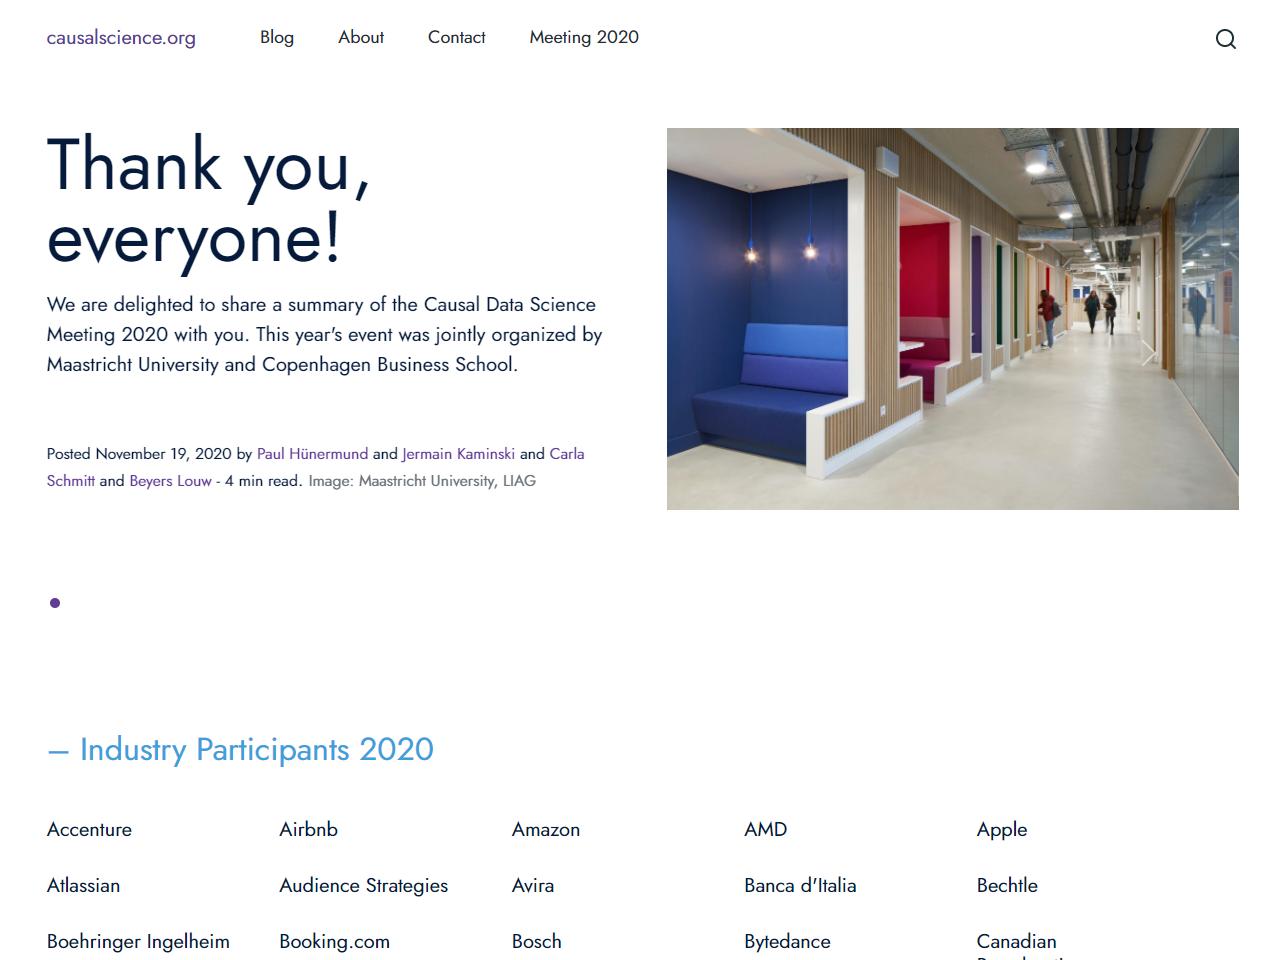 causalscience.org Blog About Contact Meeting 2020
Thank you,
everyone!
We are delighted to share a summary of the Causal Data Science
Meeting 2020 with you. This year's event was jointly organized by
Maastricht University and Copenhagen Business School.
Posted November 19, 2020 by Paul Hünermund and Jermain Kaminski and Carla
Schmitt and Beyers Louw - 4 min read. Image: Maastricht University, LIAG
– Industry Participants 2020
Accenture Airbnb Amazon AMD Apple
Atlassian Audience Strategies Avira Banca d'Italia Bechtle
Boehringer Ingelheim Booking.com Bosch Bytedance Canadian